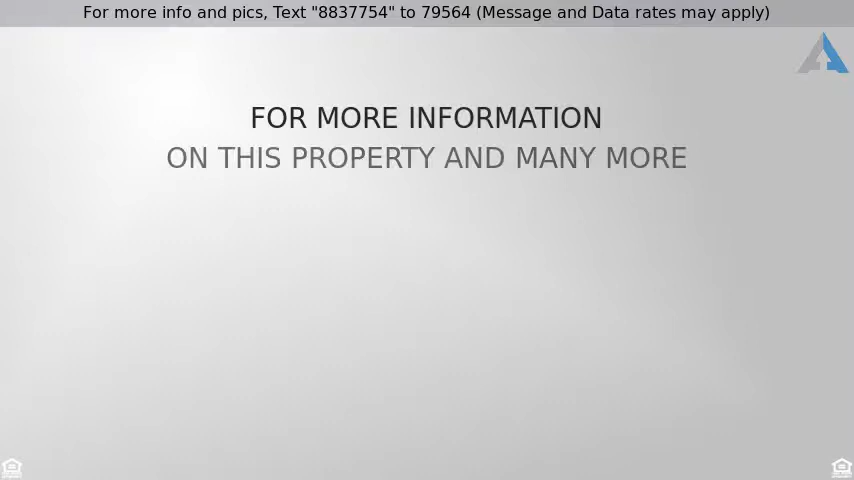 For more info and pics, Text "8837754" to 79564 (Message and Data rates may apply)
FOR MORE INFORMATION
ON THIS PROPERTY AND MANY MORE